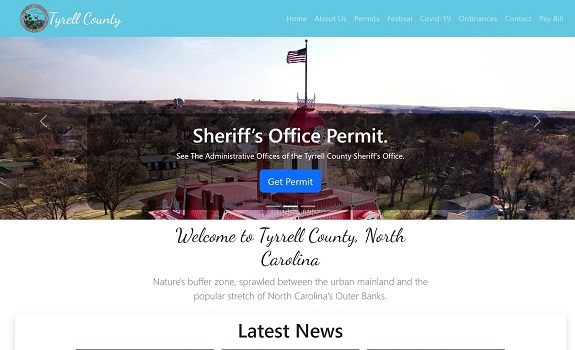 Tyrell County
Home About Us Permits Festival Covid-19 Ordinances Contact Pay Bill
Sheriff's Office Permit.
See The Administrative Offices of the Tyrrell County Sheriff's Office.
Get Permit
Welcome to Tyrrell County, North
Carolina
Nature's buffer zone, sprawled between the urban mainland and the
popular stretch of North Carolina's Outer Banks.
Latest News